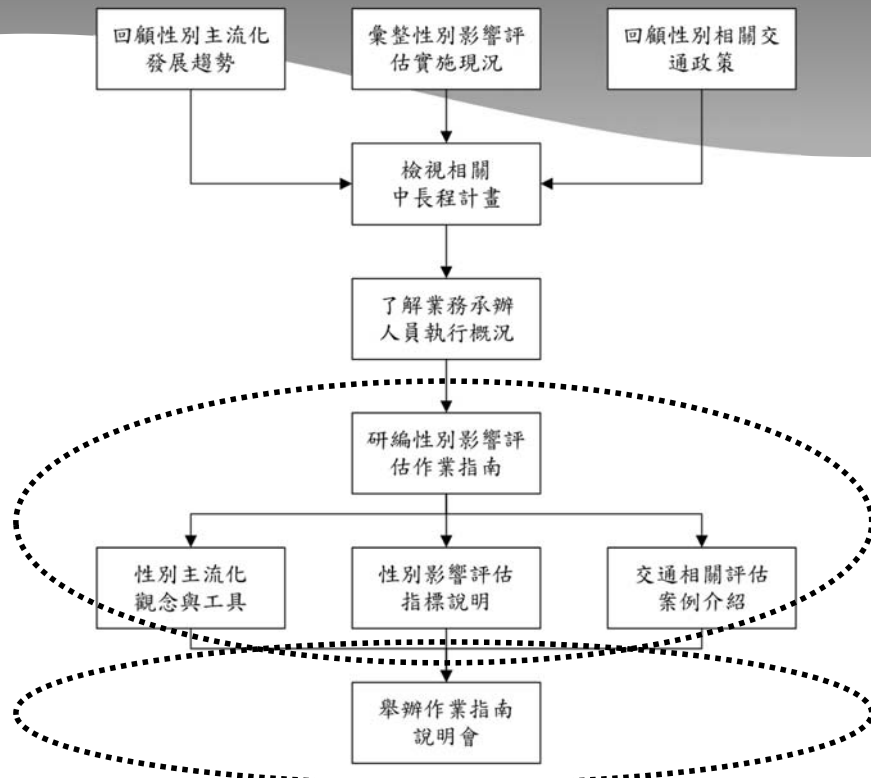 回顧性別主流化
發展趨勢
彙整性別影響評
估實施現況
回顧性別相關交
通政策
檢視相關
中長程計畫
了解業務承辦
人員執行概況
研編性別影響評
估作業指南
性別主流化
觀念與工具
性別影響評估
指標說明
交通相關評估
案例介紹
舉辦作業指南
說明會